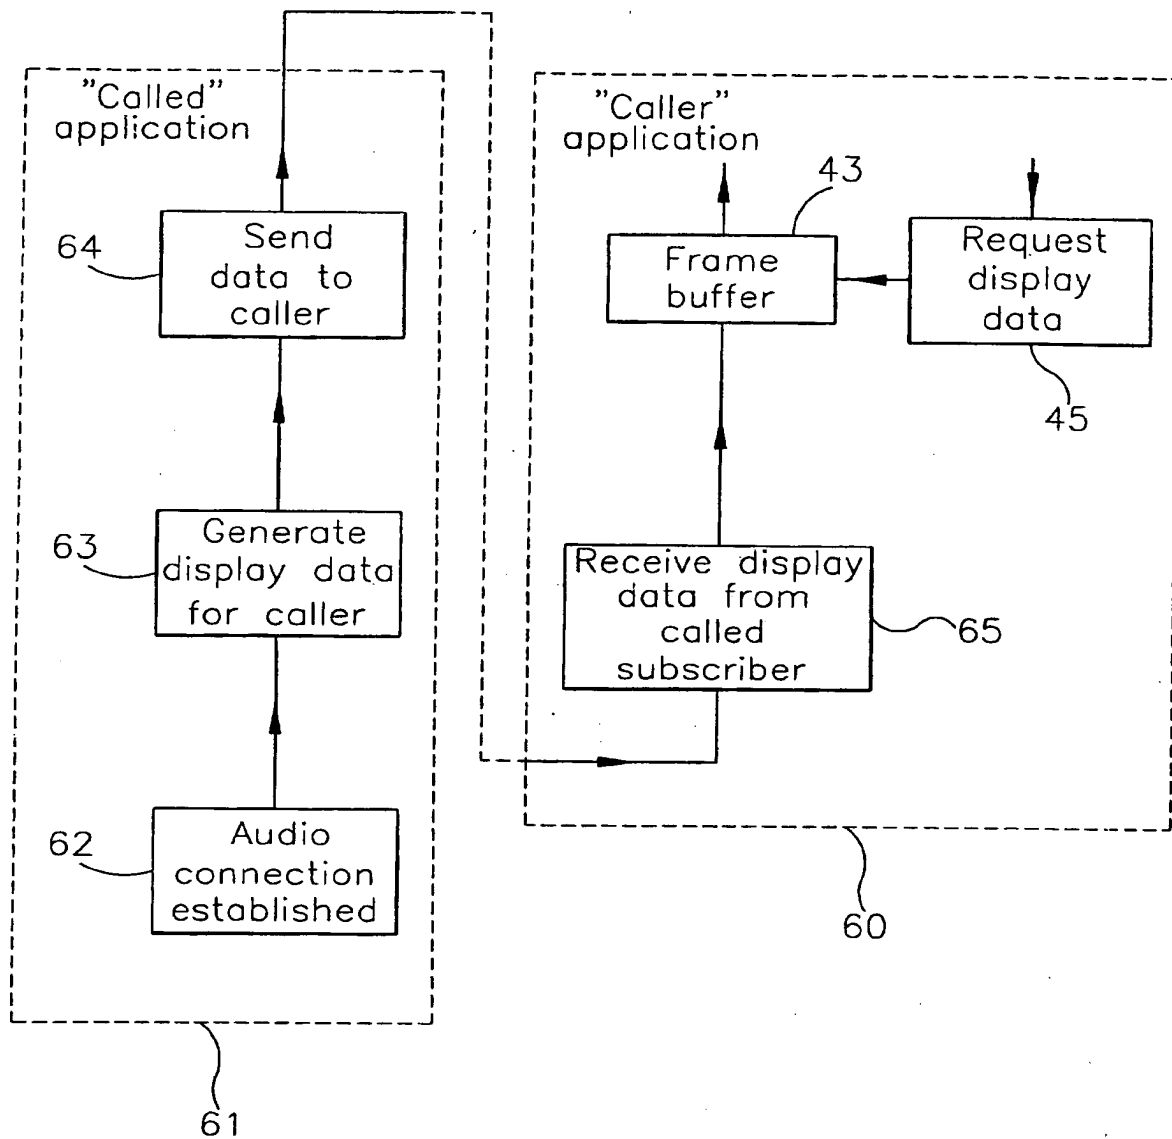 "Called"
application
64
Send
data to
caller
63
Generate
display data
for caller
62
Audio
connection
established
61
"Caller"
application
43
Frame
buffer
Request
display
data
45
Receive display
data from
called
subscriber
65
60